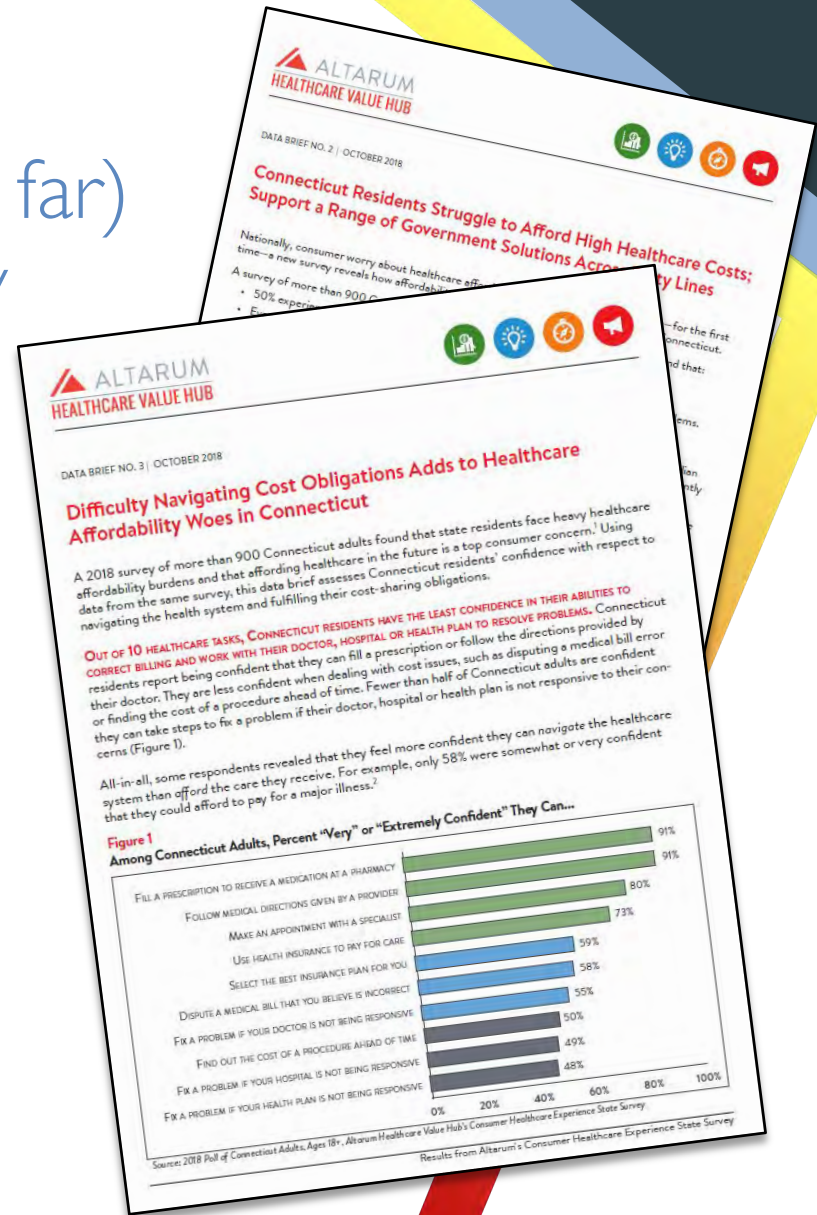 far)
ALTARUM
HEALTHCARE VALUE HUB
DATA BRIEF NO. 2 | OCTOBER 2018
Connecticut Residents Struggle to Afford High Healthcare Costs;
Support a Range of Government Solutions Across ty Lines
Nationally, consumer worry about healthcare
time—a new survey reveals how
—for the first
onnecticut.
A survey of more than 900 C
nd that:
• 50%
ems.
ntly
ALTARUM
HEALTHCARE VALUE HUB
DATA BRIEF NO. 3 | OCTOBER 2018
Difficulty Navigating Cost Obligations Adds to Healthcare
Affordability Woes in Connecticut
A 2018 survey of more than 900 Connecticut adults found that state residents face heavy healthcare
affordability burdens and that affording healthcare in the future is a top consumer concern.¹ Using
data from the same survey, this data brief assesses Connecticut residents’ confidence with respect to
navigating the health system and fulfilling their cost-sharing obligations.
OUT OF 10 HEALTHCARE TASKS, CONNECTICUT RESIDENTS HAVE THE LEAST CONFIDENCE IN THEIR ABILITIES TO
CORRECT BILLING AND WORK WITH THEIR DOCTOR, HOSPITAL OR HEALTH PLAN TO RESOLVE PROBLEMS. Connecticut
residents report being confident that they can fill a prescription or follow the directions provided by
their doctor. They are less confident when dealing with cost issues, such as disputing a medical bill error
or finding the cost of a procedure ahead of time. Fewer than half of Connecticut adults are confident
they can take steps to fix a problem if their doctor, hospital or health plan is not responsive to their con-
cerns (Figure 1).
All-in-all, some respondents revealed that they feel more confident they can navigate the healthcare
system than afford the care they receive. For example, only 58% were somewhat or very confident
that they could afford to pay for a major illness.²
Figure 1
Among Connecticut Adults, Percent “Very” or “Extremely Confident” They Can...
FILL A PRESCRIPTION TO RECEIVE A MEDICATION AT A PHARMACY 91%
FOLLOW MEDICAL DIRECTIONS GIVEN BY A PROVIDER 91%
MAKE AN APPOINTMENT WITH A SPECIALIST 80%
USE HEALTH INSURANCE TO PAY FOR CARE 73%
SELECT THE BEST INSURANCE PLAN FOR YOU 59%
DISPUTE A MEDICAL BILL THAT YOU BELIEVE IS INCORRECT 58%
FIX A PROBLEM IF YOUR DOCTOR IS NOT BEING RESPONSIVE 55%
FIND OUT THE COST OF A PROCEDURE AHEAD OF TIME 50%
FIX A PROBLEM IF YOUR HOSPITAL IS NOT BEING RESPONSIVE 49%
FIX A PROBLEM IF YOUR HEALTH PLAN IS NOT BEING RESPONSIVE 48%
0% 20% 40% 60% 80% 100%
Source: 2018 Poll of Connecticut Adults, Ages 18+, Altarum Healthcare Value Hub's Consumer Healthcare Experience State Survey
Results from Altarum's Consumer Healthcare Experience State Survey